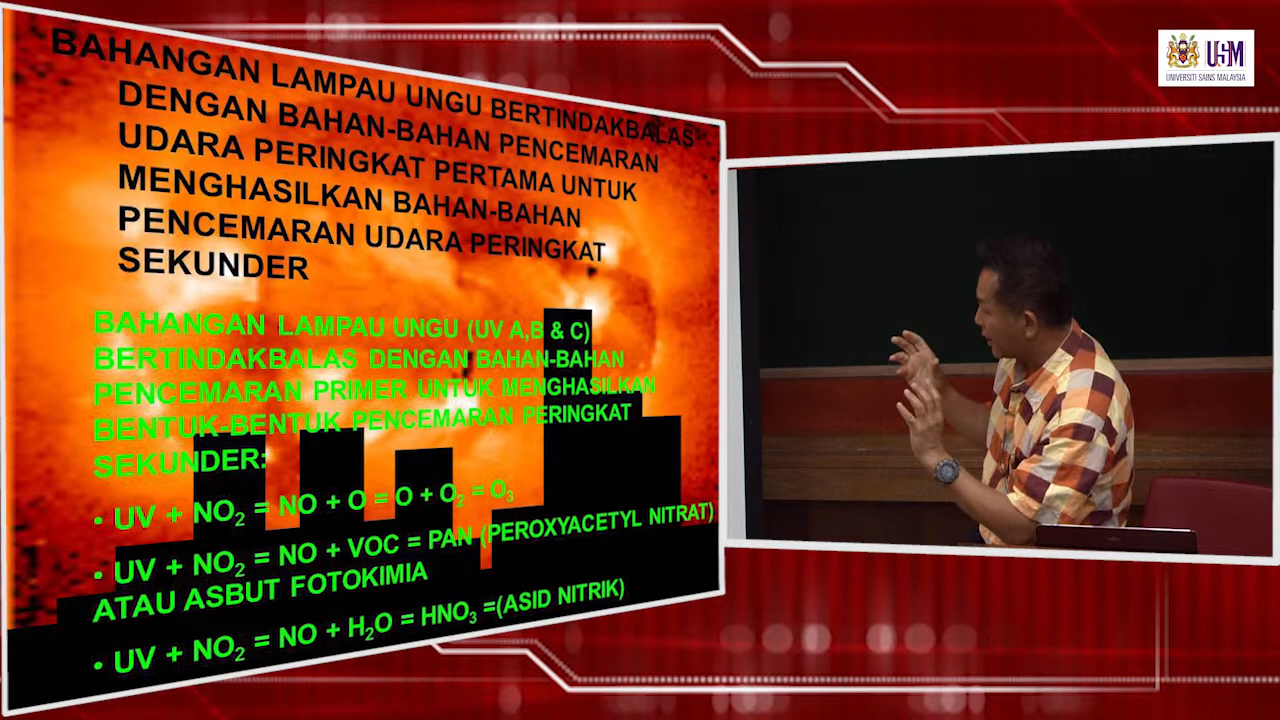 BAHANGAN LAMPAU UNGU BERTINDAKBALAS
DENGAN BAHAN-BAHAN PENCEMARAN
UDARA PERINGKAT PERTAMA UNTUK
MENGHASILKAN BAHAN-BAHAN
PENCEMARAN UDARA PERINGKAT
SEKUNDER
BAHANGAN LAMPAU UNGU (UV A,B & C)
BERTINDAKBALAS DENGAN BAHAN-BAHAN
PENCEMARAN PRIMER UNTUK MENGHASILKAN
BENTUK-BENTUK PENCEMARAN PERINGKAT
SEKUNDER:
• UV + NO₂ = NO + O = O + O₂ = O₃
• UV + NO₂ = NO + VOC = PAN (PEROXYACETYL NITRAT)
ATAU ASBUT FOTOKIMIA
• UV + NO₂ = NO + H₂O = HNO₃ =(ASID NITRIK)
USM
UNIVERSITI SAINS MALAYSIA